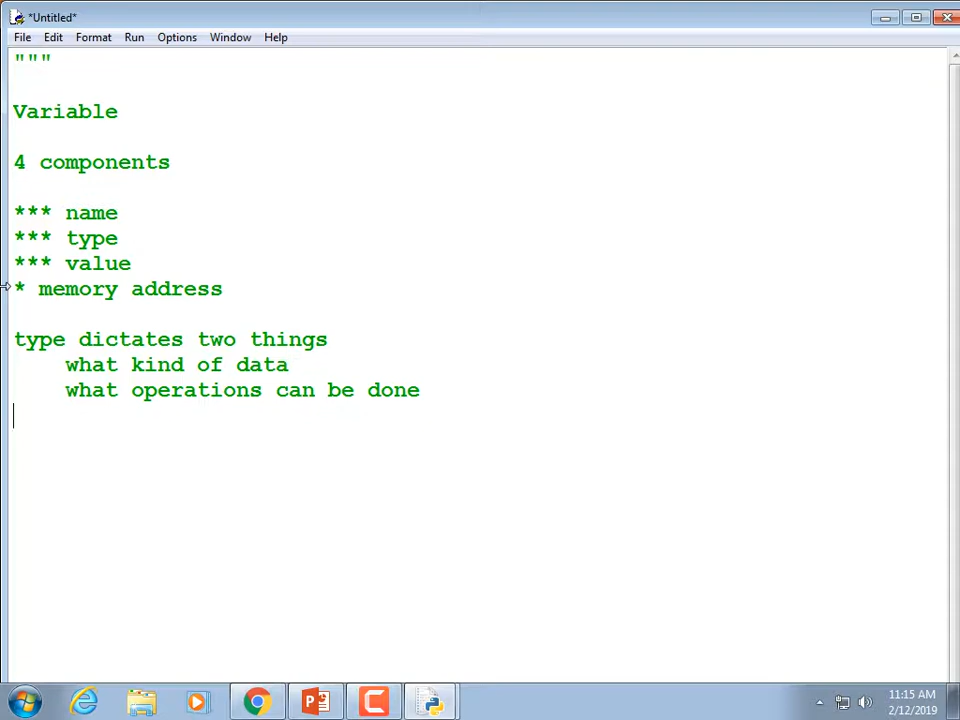 *Untitled*
File Edit Format Run Options Window Help
"""
Variable
4 components
*** name
*** type
*** value
* memory address
type dictates two things
what kind of data
what operations can be done
11:15 AM
2/12/2019